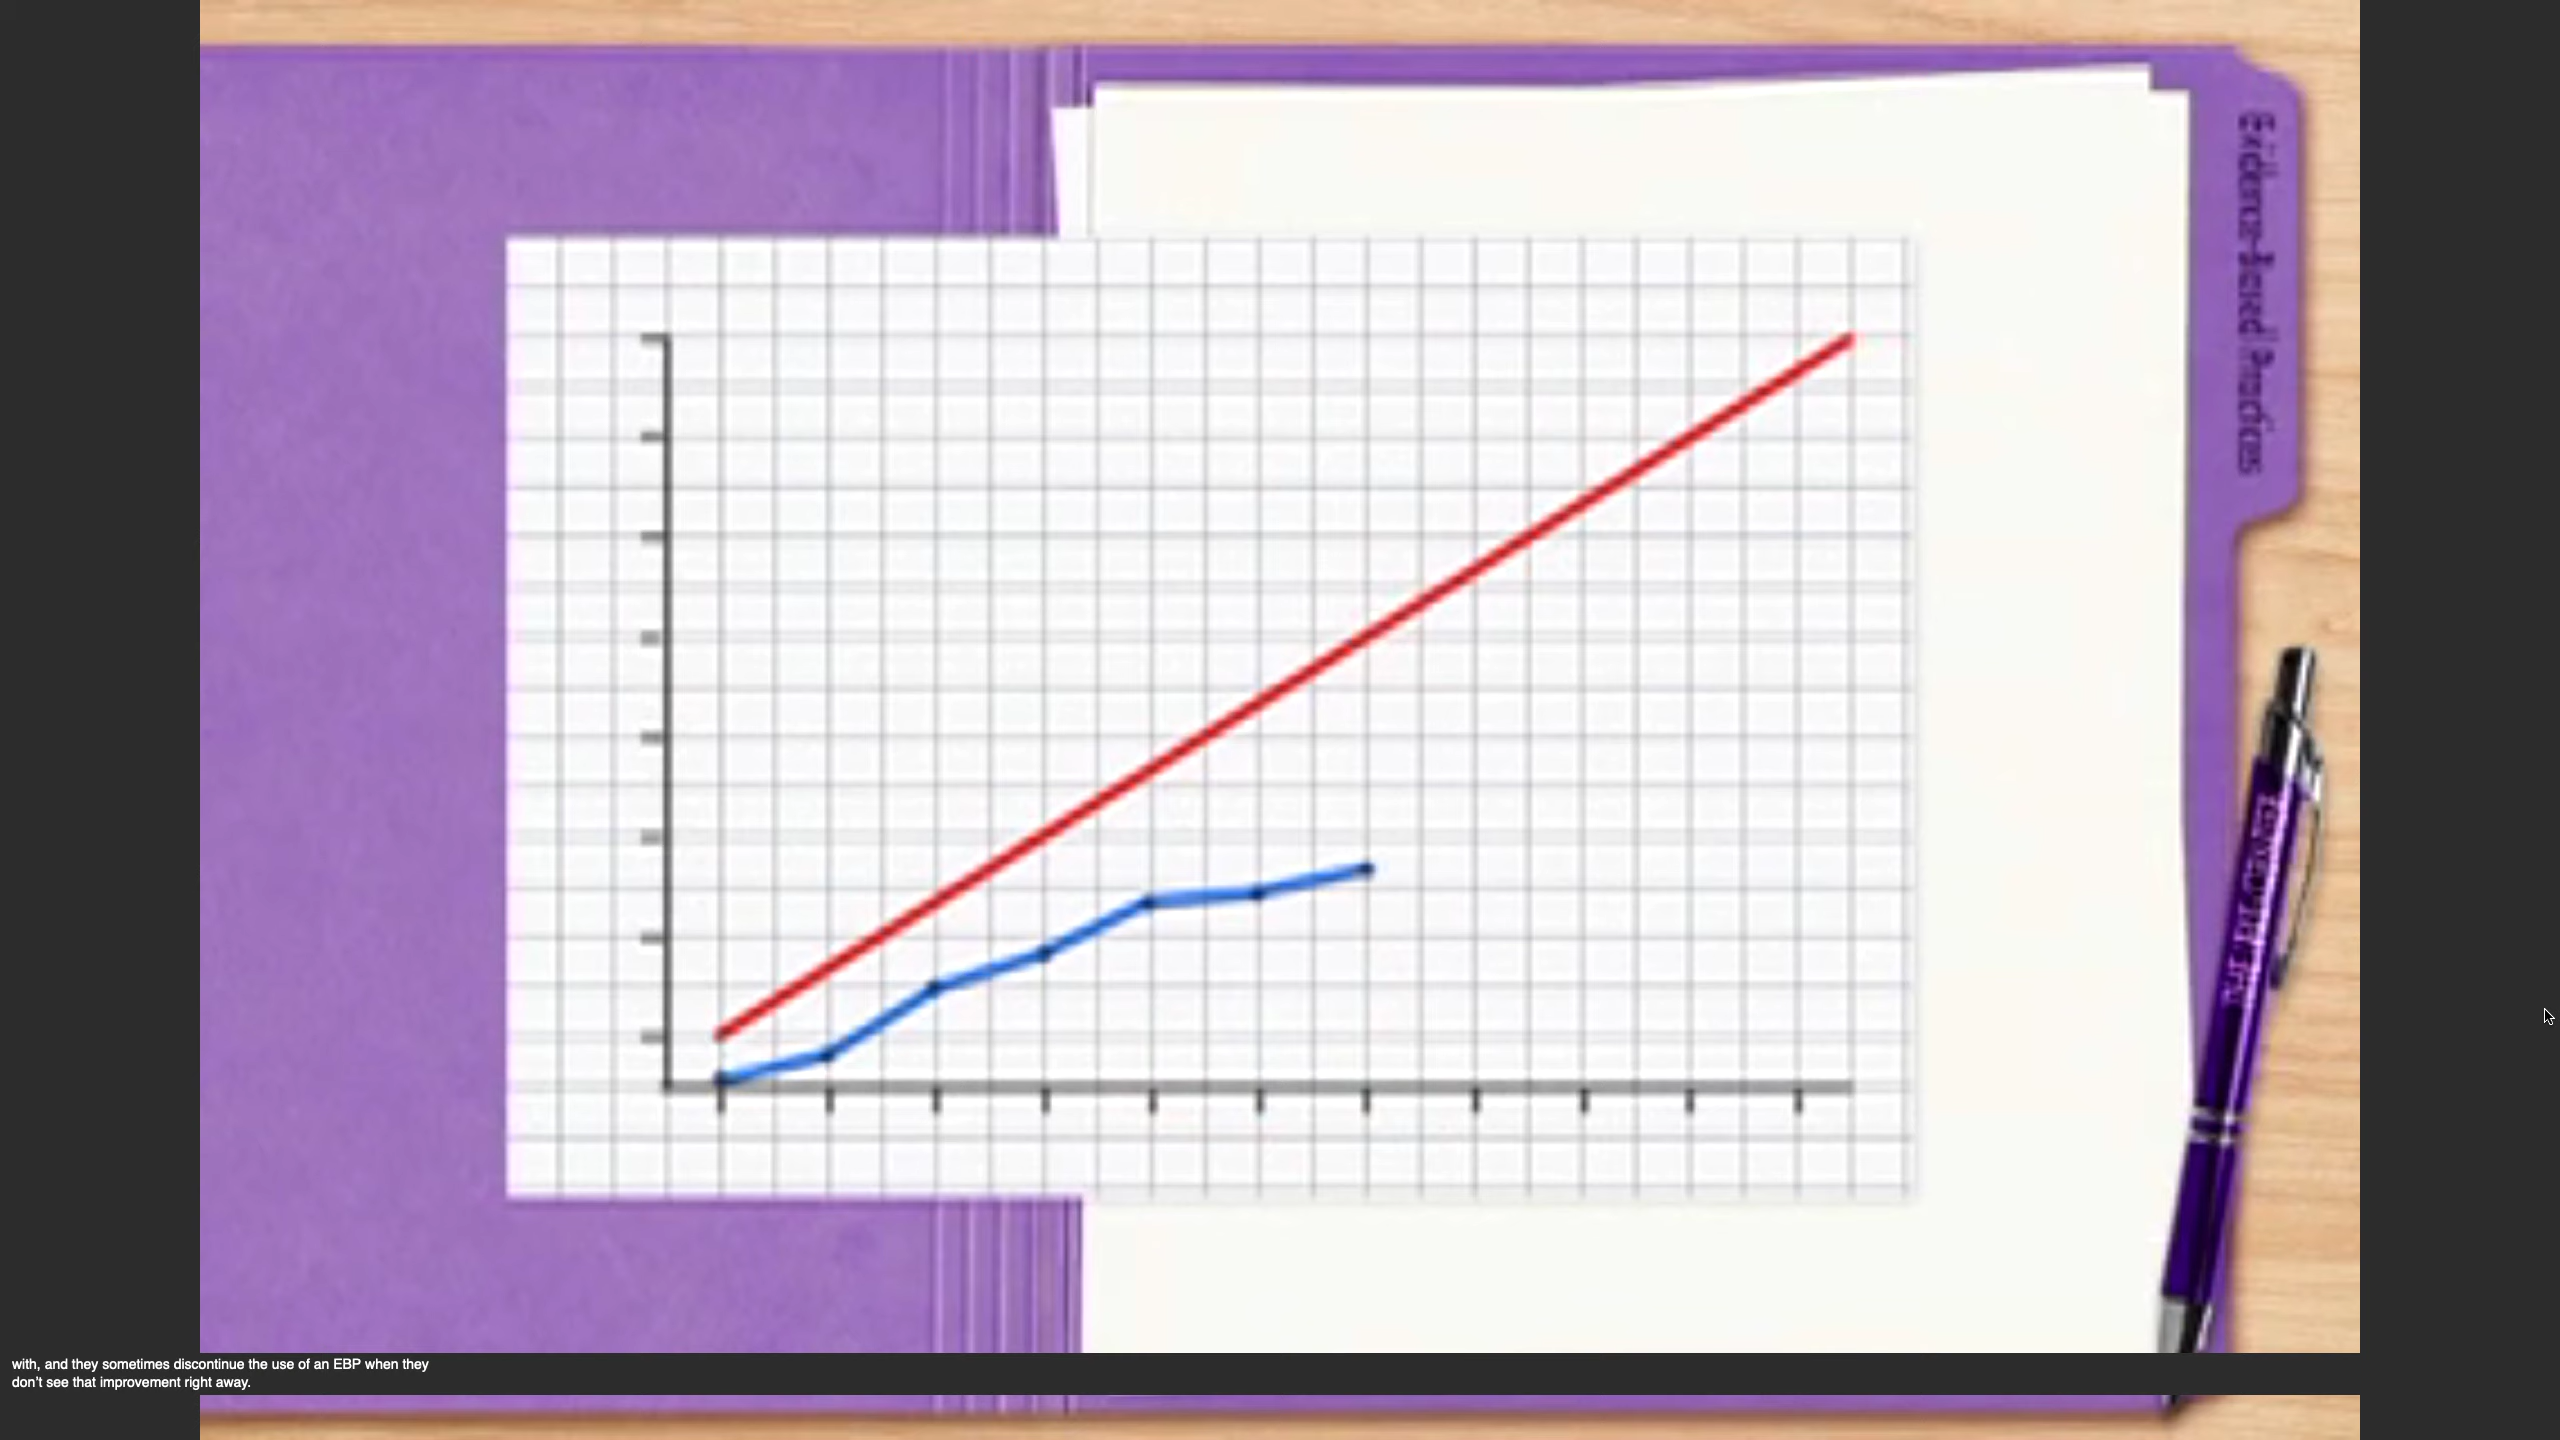 Evidence-Based Practices
with, and they sometimes discontinue the use of an EBP when they
don't see that improvement right away.